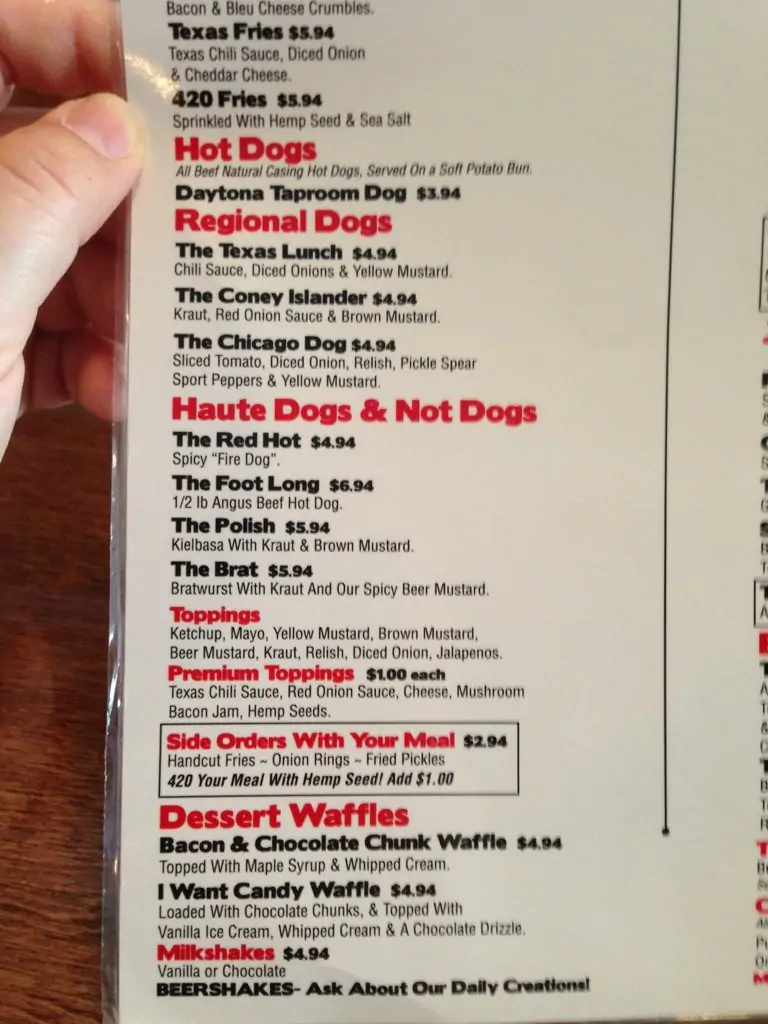 Bacon & Bleu Cheese Crumbles.
Texas Fries $5.94
Texas Chili Sauce, Diced Onion
& Cheddar Cheese.
420 Fries $5.94
Sprinkled With Hemp Seed & Sea Salt
Hot Dogs
All Beef Natural Casing Hot Dogs, Served On a Soft Potato Bun.
Daytona Taproom Dog $3.94
Regional Dogs
The Texas Lunch $4.94
Chili Sauce, Diced Onions & Yellow Mustard.
The Coney Islander $4.94
Kraut, Red Onion Sauce & Brown Mustard.
The Chicago Dog $4.94
Sliced Tomato, Diced Onion, Relish, Pickle Spear
Sport Peppers & Yellow Mustard.
Haute Dogs & Not Dogs
The Red Hot $4.94
Spicy "Fire Dog".
The Foot Long $6.94
1/2 lb Angus Beef Hot Dog.
The Polish $5.94
Kielbasa With Kraut & Brown Mustard.
The Brat $5.94
Bratwurst With Kraut And Our Spicy Beer Mustard.
Toppings
Ketchup, Mayo, Yellow Mustard, Brown Mustard,
Beer Mustard, Kraut, Relish, Diced Onion, Jalapenos.
Premium Toppings $1.00 each
Texas Chili Sauce, Red Onion Sauce, Cheese, Mushroom
Bacon Jam, Hemp Seeds.
Side Orders With Your Meal $2.94
Handcut Fries ~ Onion Rings ~ Fried Pickles
420 Your Meal With Hemp Seed! Add $1.00
Dessert Waffles
Bacon & Chocolate Chunk Waffle $4.94
Topped With Maple Syrup & Whipped Cream.
I Want Candy Waffle $4.94
Loaded With Chocolate Chunks, & Topped With
Vanilla Ice Cream, Whipped Cream & A Chocolate Drizzle.
Milkshakes $4.94
Vanilla or Chocolate
BEERSHAKES- Ask About Our Daily Creations!